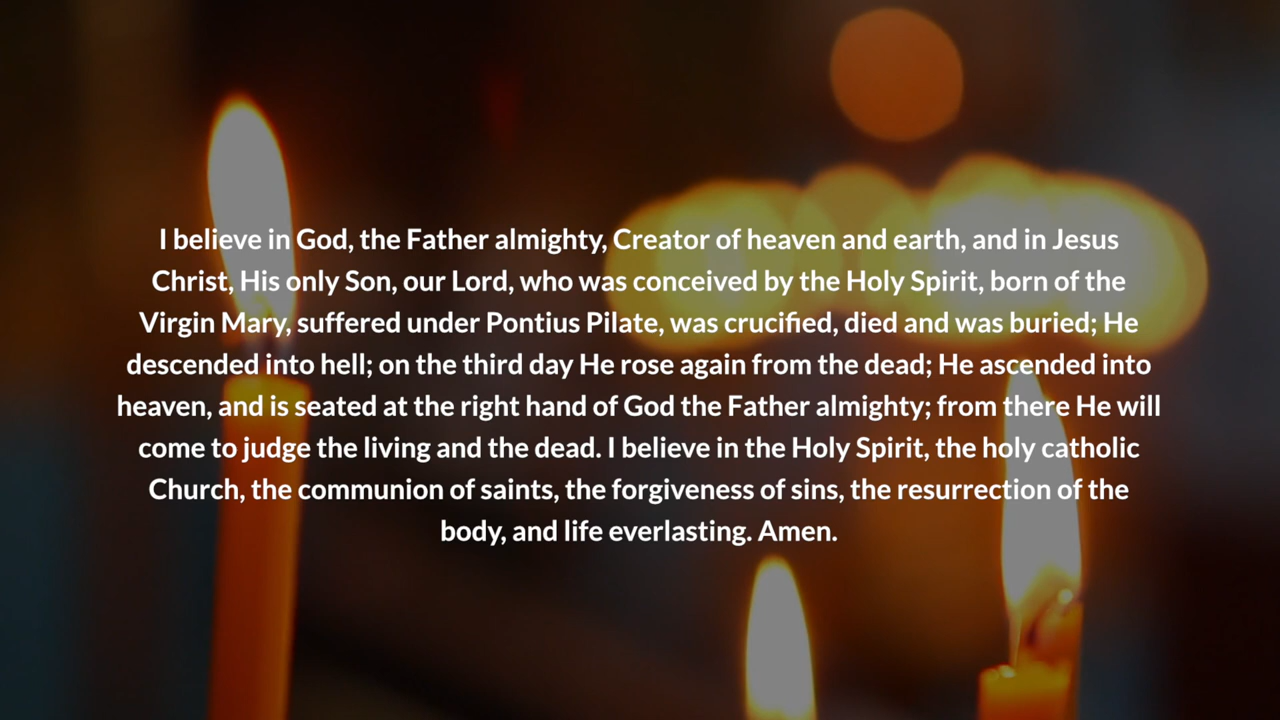 I believe in God, the Father almighty, Creator of heaven and earth, and in Jesus
Christ, His only Son, our Lord, who was conceived by the Holy Spirit, born of the
Virgin Mary, suffered under Pontius Pilate, was crucified, died and was buried; He
descended into hell; on the third day He rose again from the dead; He ascended into
heaven, and is seated at the right hand of God the Father almighty; from there He will
come to judge the living and the dead. I believe in the Holy Spirit, the holy catholic
Church, the communion of saints, the forgiveness of sins, the resurrection of the
body, and life everlasting. Amen.